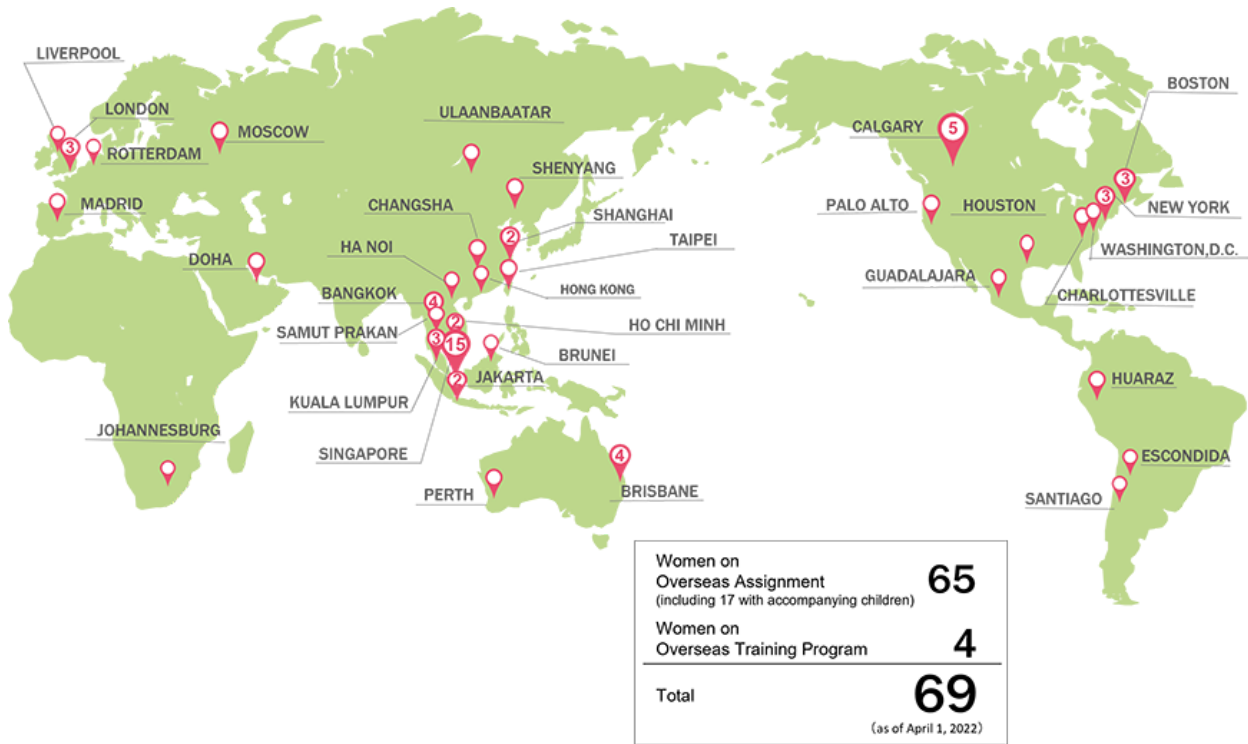 LIVERPOOL
LONDON
3
ROTTERDAM
MOSCOW
MADRID
DOHA
JOHANNESBURG
ULAANBAATAR
SHENYANG
CHANGSHA
SHANGHAI
2
HA NOI
TAIPEI
HONG KONG
BANGKOK
4
SAMUT PRAKAN
2
HO CHI MINH
3
15
BRUNEI
2
JAKARTA
KUALA LUMPUR
SINGAPORE
PERTH
4
BRISBANE
BOSTON
CALGARY
5
3
3
PALO ALTO
HOUSTON
NEW YORK
WASHINGTON,D.C.
GUADALAJARA
CHARLOTTESVILLE
HUARAZ
ESCONDIDA
SANTIAGO
Women on
Overseas Assignment
65
(including 17 with accompanying children)
Women on
Overseas Training Program
4
Total
69
(as of April 1, 2022)